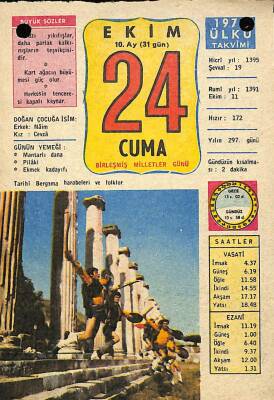 BÜYÜK SÖZLER
yıkılışlar,
daha parlak kalkı-
nışların teşvikçisi-
dir.
Kart ağacın bükül-
mesi güç olur.
Herkesin tencere-
si kapalı kaynar.
DOĞAN ÇOCUĞA İSİM:
Erkek: Nâim
Kız :
GÜNÜN YEMEĞİ:
Mantarlı dana
Pilâki
Ekmek kadayıfı
EKİM
10. Ay (31 gün)
24
CUMA
BİRLEŞMİŞ MİLLETLER GÜNÜ
197
ÜLKÜ
TAKVİMİ
Hicrî yıl : 1395
Şevval : 19
Rumî yıl : 1391
Ekim : 11
Hızır : 172
Yılın 297. günü
Gündüzün kısalma-
sı : 2 dakika
Tarihî Bergama harabeleri ve folklor
GECE
GÜNDÜZ
SAATLER
VASATÎ
İmsak 4.37
Güneş 6.19
Öğle 11.58
İkindi 14.55
Akşam 17.17
Yatsı 18.48
EZANÎ
İmsak 11.19
Güneş 1.00
Öğle 6.40
İkindi 9.37
Akşam 12.00
Yatsı 1.31